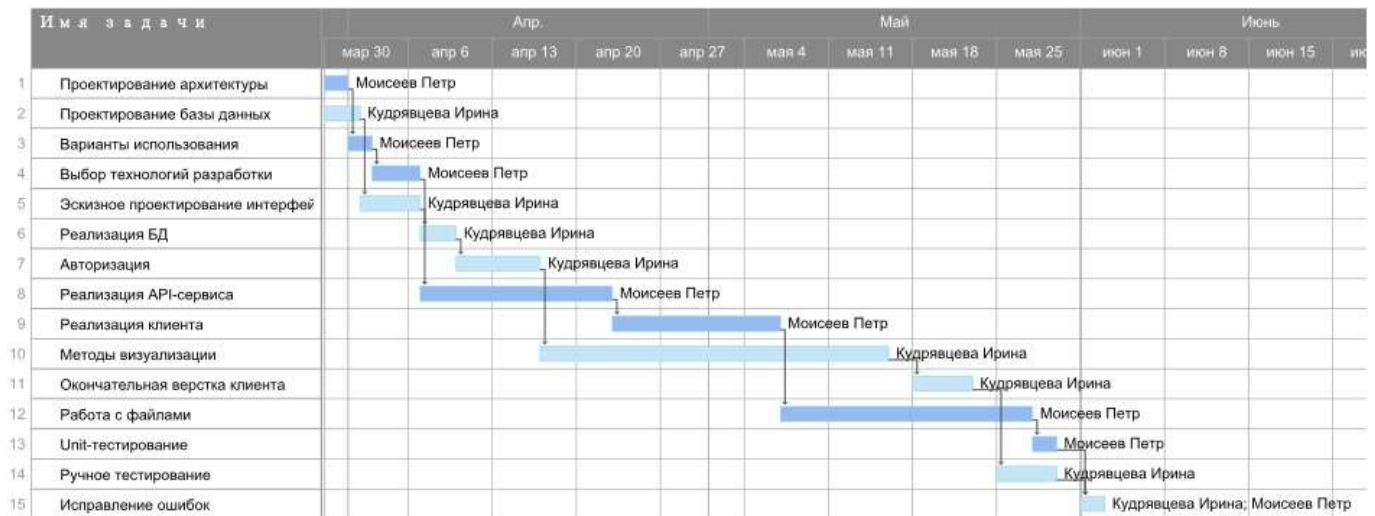 Имя задачи
Апр. Май Июнь
мар 30 апр 6 апр 13 апр 20 апр 27 мая 4 мая 11 мая 18 мая 25 июн 1 июн 8 июн 15
1 Проектирование архитектуры Моисеев Петр
2 Проектирование базы данных Кудрявцева Ирина
3 Варианты использования Моисеев Петр
4 Выбор технологий разработки Моисеев Петр
5 Эскизное проектирование интерфей Кудрявцева Ирина
6 Реализация БД Кудрявцева Ирина
7 Авторизация Кудрявцева Ирина
8 Реализация API-сервиса Моисеев Петр
9 Реализация клиента Моисеев Петр
10 Методы визуализации Кудрявцева Ирина
11 Окончательная верстка клиента Кудрявцева Ирина
12 Работа с файлами Моисеев Петр
13 Unit-тестирование Моисеев Петр
14 Ручное тестирование Кудрявцева Ирина
15 Исправление ошибок Кудрявцева Ирина; Моисеев Петр